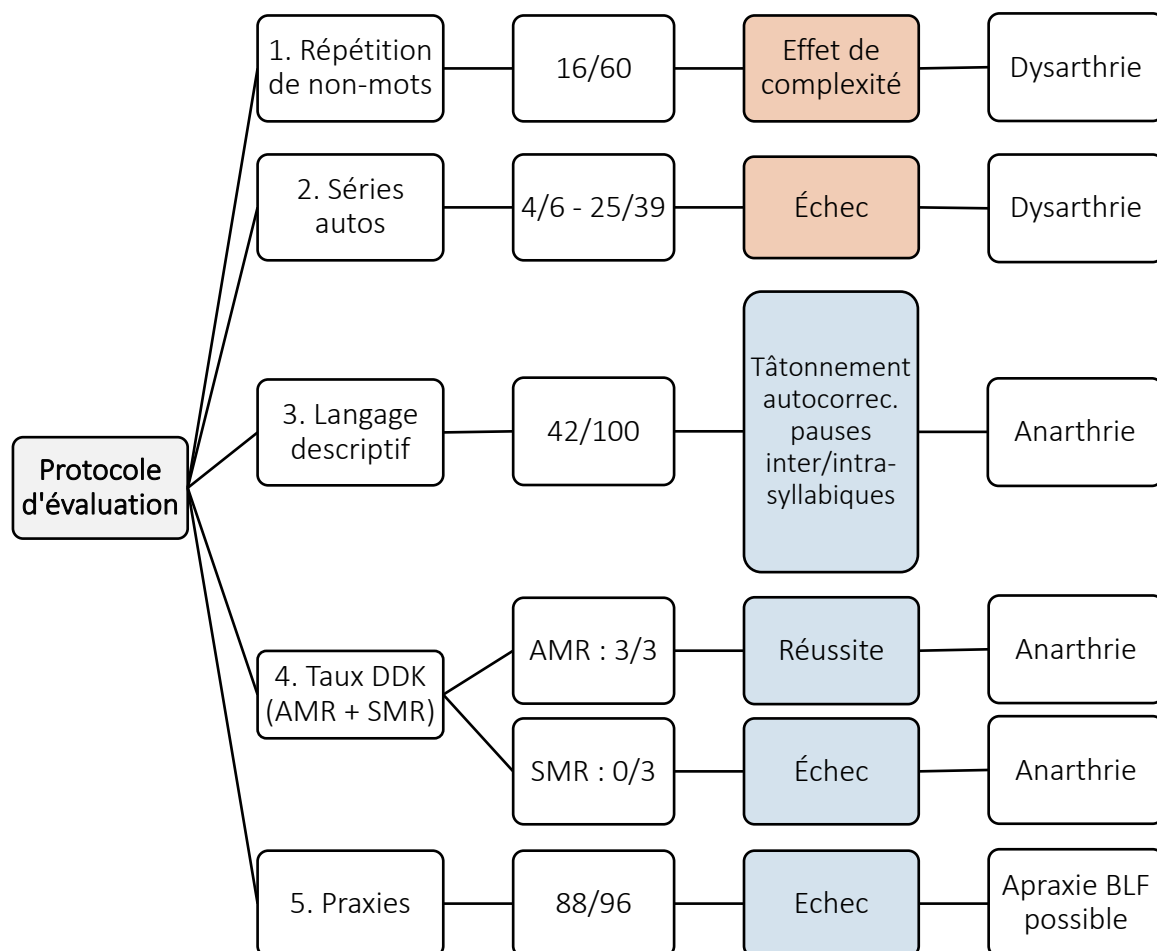 Protocole
d'évaluation
1. Répétition
de non-mots
16/60
Effet de
complexité
Dysarthrie
2. Séries
autos
4/6 - 25/39
Échec
Dysarthrie
3. Langage
descriptif
42/100
Tâtonnement
autocorrec.
pauses
inter/intra-
syllabiques
Anarthrie
4. Taux DDK
(AMR + SMR)
AMR : 3/3
Réussite
Anarthrie
SMR : 0/3
Échec
Anarthrie
5. Praxies
88/96
Echec
Apraxie BLF
possible